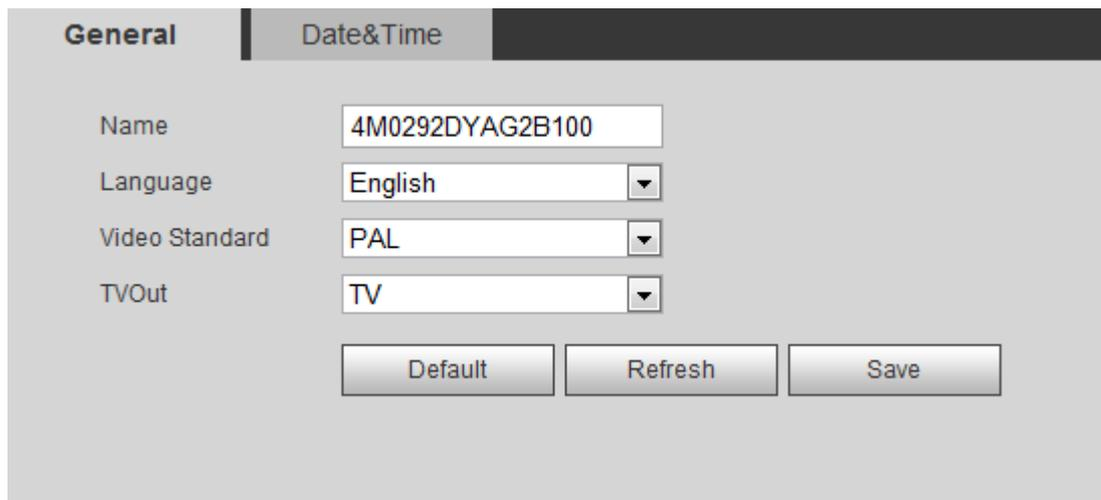 General Date&Time
Name 4M0292DYAG2B100
Language English
Video Standard PAL
TVOut TV
Default Refresh Save